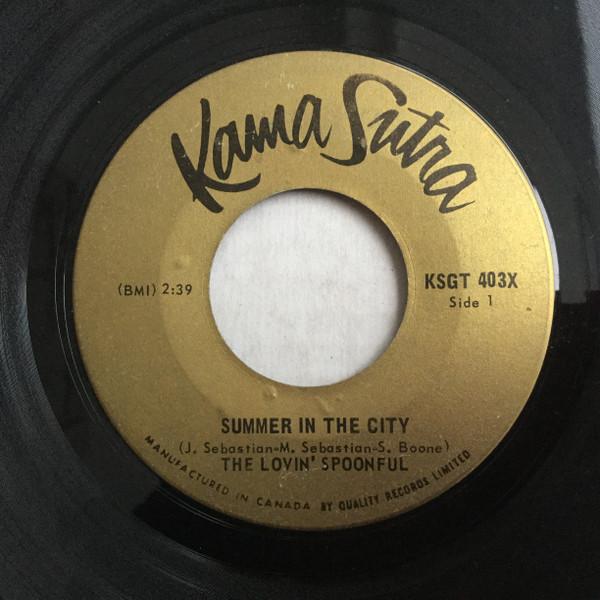 Kama Sutra
(BMI) 2:39
KSGT 403X
Side 1
SUMMER IN THE CITY
(J. Sebastian-M. Sebastian-S. Boone)
THE LOVIN' SPOONFUL
MANUFACTURED IN CANADA BY QUALITY RECORDS LIMITED